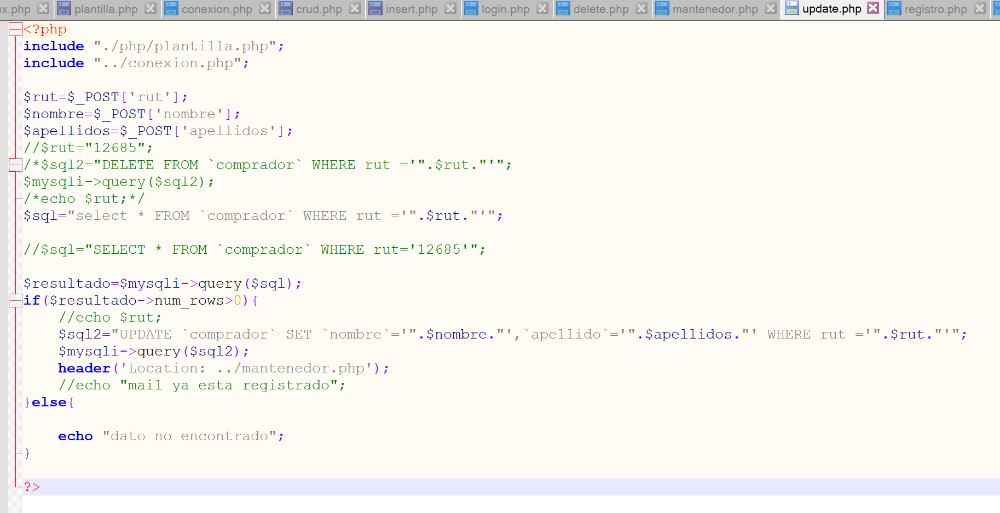 ex.php plantilla.php conexion.php crud.php insert.php login.php delete.php mantenedor.php update.php registro.php
<?php
include "./php/plantilla.php";
include "../conexion.php";
$rut=$_POST['rut'];
$nombre=$_POST['nombre'];
$apellidos=$_POST['apellidos'];
//$rut="12685";
/*$sql2="DELETE FROM `comprador` WHERE rut ='".$rut."'";
$mysqli->query($sql2);
/*echo $rut;*/
$sql="select * FROM `comprador` WHERE rut ='".$rut."'";
//$sql="SELECT * FROM `comprador` WHERE rut='12685'";
$resultado=$mysqli->query($sql);
if($resultado->num_rows>0){
//echo $rut;
$sql2="UPDATE `comprador` SET `nombre`='".$nombre."',`apellido`='".$apellidos."' WHERE rut ='".$rut."'";
$mysqli->query($sql2);
header('Location: ../mantenedor.php');
//echo "mail ya esta registrado";
}else{
echo "dato no encontrado";
}
?>